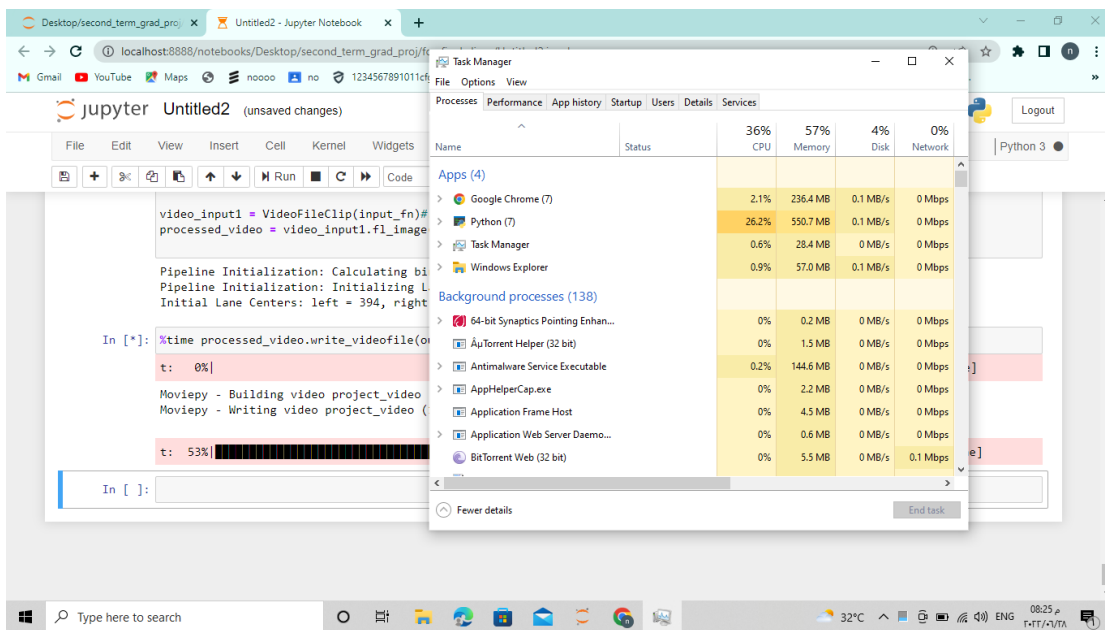 Desktop/second_term_grad_proj
Untitled2 - Jupyter Notebook
localhost:8888/notebooks/Desktop/second_term_grad_proj/
Gmail YouTube Maps noooo no
jupyter Untitled2 (unsaved changes)
Logout
File Edit View Insert Cell Kernel Widgets
Python 3
Run
Code
video_input1 = VideoFileClip(input_fn)#
processed_video = video_input1.fl_image
Pipeline Initialization: Calculating bi
Pipeline Initialization: Initializing L
Initial Lane Centers: left = 394, right
In [*]: %time processed_video.write_videofile(
t: 0%|
Moviepy - Building video project_video
Moviepy - Writing video project_video (
t: 53%|
e]
In [ ]:
Task Manager
File Options View
Processes Performance App history Startup Users Details Services
36% 57% 4% 0%
Name Status CPU Memory Disk Network
Apps (4)
Google Chrome (7) 2.1% 236.4 MB 0.1 MB/s 0 Mbps
Python (7) 26.2% 550.7 MB 0.1 MB/s 0 Mbps
Task Manager 0.6% 28.4 MB 0 MB/s 0 Mbps
Windows Explorer 0.9% 57.0 MB 0.1 MB/s 0 Mbps
Background processes (138)
64-bit Synaptics Pointing Enhan... 0% 0.2 MB 0 MB/s 0 Mbps
ÂµTorrent Helper (32 bit) 0% 1.5 MB 0 MB/s 0 Mbps
Antimalware Service Executable 0.2% 144.6 MB 0 MB/s 0 Mbps
AppHelperCap.exe 0% 2.2 MB 0 MB/s 0 Mbps
Application Frame Host 0% 4.5 MB 0 MB/s 0 Mbps
Application Web Server Daemo... 0% 0.6 MB 0 MB/s 0 Mbps
BitTorrent Web (32 bit) 0% 5.5 MB 0 MB/s 0.1 Mbps
Fewer details
End task
Type here to search
32°C
ENG
08:25 م
٢٠٢٢/٠٦/٢٨